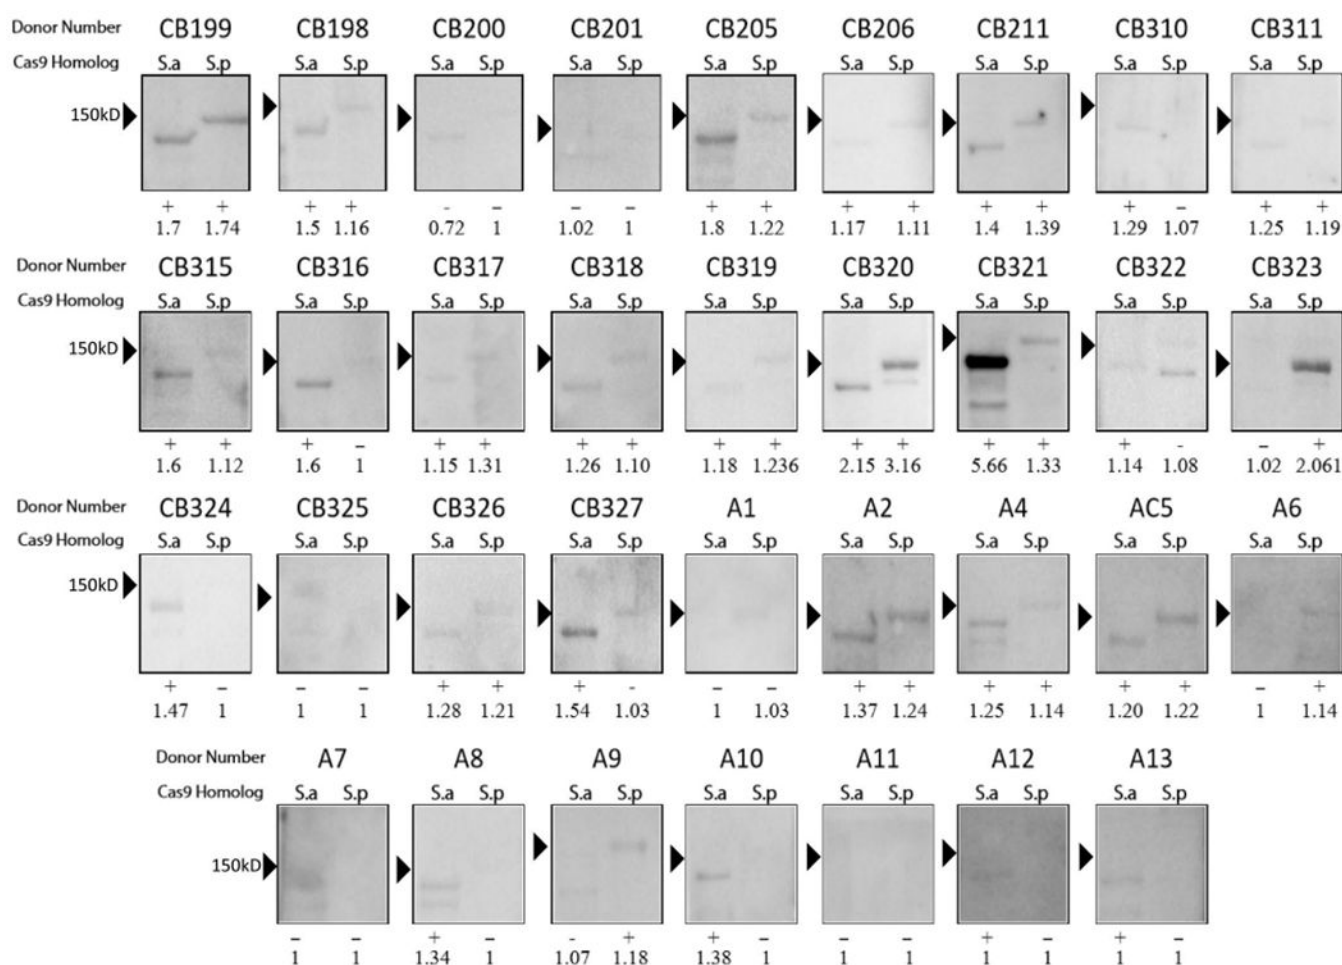 Donor Number CB199 CB198 CB200 CB201 CB205 CB206 CB211 CB310 CB311
Cas9 Homolog S.a S.p S.a S.p S.a S.p S.a S.p S.a S.p S.a S.p S.a S.p S.a S.p S.a S.p
150kD
+ + + + - – – – + + + + + + + – + +
1.7 1.74 1.5 1.16 0.72 1 1.02 1 1.8 1.22 1.17 1.11 1.4 1.39 1.29 1.07 1.25 1.19
Donor Number CB315 CB316 CB317 CB318 CB319 CB320 CB321 CB322 CB323
Cas9 Homolog S.a S.p S.a S.p S.a S.p S.a S.p S.a S.p S.a S.p S.a S.p S.a S.p S.a S.p
150kD
+ + + – + + + + + + + + + + + - – +
1.6 1.12 1.6 1 1.15 1.31 1.26 1.10 1.18 1.236 2.15 3.16 5.66 1.33 1.14 1.08 1.02 2.061
Donor Number CB324 CB325 CB326 CB327 A1 A2 A4 AC5 A6
Cas9 Homolog S.a S.p S.a S.p S.a S.p S.a S.p S.a S.p S.a S.p S.a S.p S.a S.p S.a S.p
150kD
+ – – – + + + - – – + + + + + + – +
1.47 1 1 1 1.28 1.21 1.54 1.03 1 1.03 1.37 1.24 1.25 1.14 1.20 1.22 1 1.14
Donor Number A7 A8 A9 A10 A11 A12 A13
Cas9 Homolog S.a S.p S.a S.p S.a S.p S.a S.p S.a S.p S.a S.p S.a S.p
150kD
– – + – - + + – – – + – + –
1 1 1.34 1 1.07 1.18 1.38 1 1 1 1 1 1 1